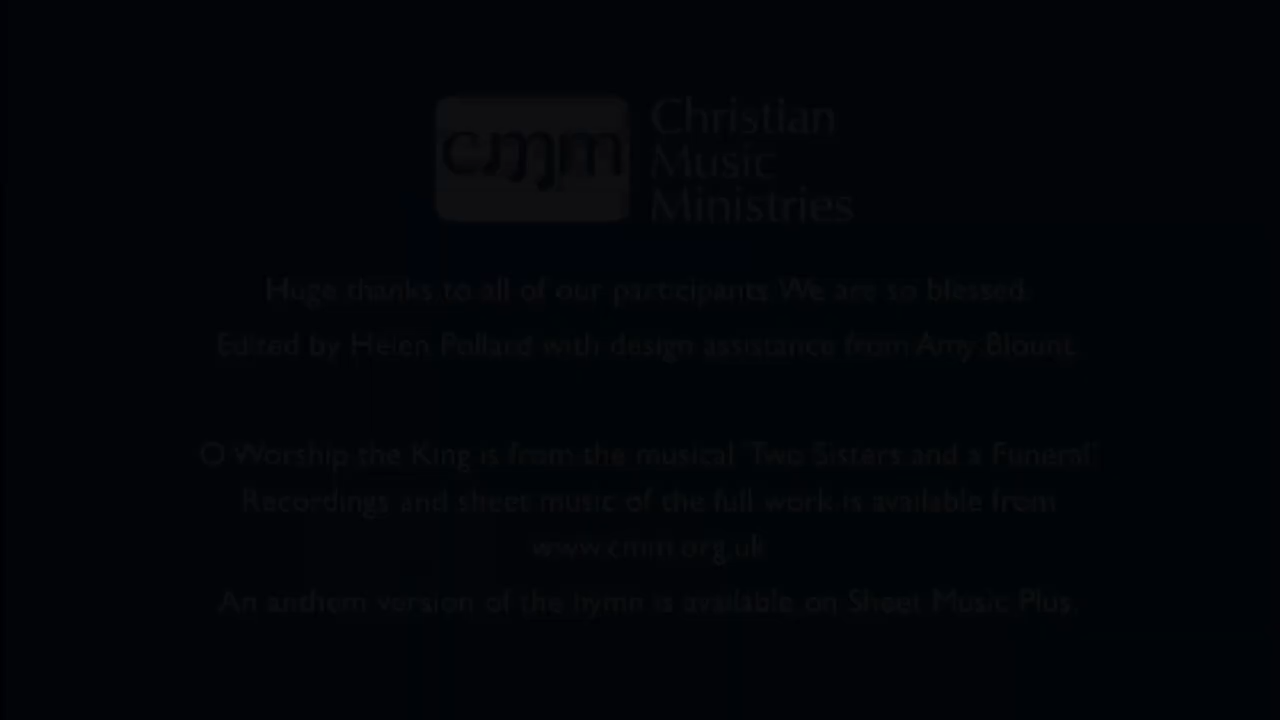 cmm
Christian
Music
Ministries
Huge thanks to all of our participants We are so blessed.
Edited by Helen Pollard with design assistance from Amy Blount.
O Worship the King is from the musical 'Two Sisters and a Funeral'
Recordings and sheet music of the full work is available from
www.cmm.org.uk
An anthem version of the hymn is available on Sheet Music Plus.